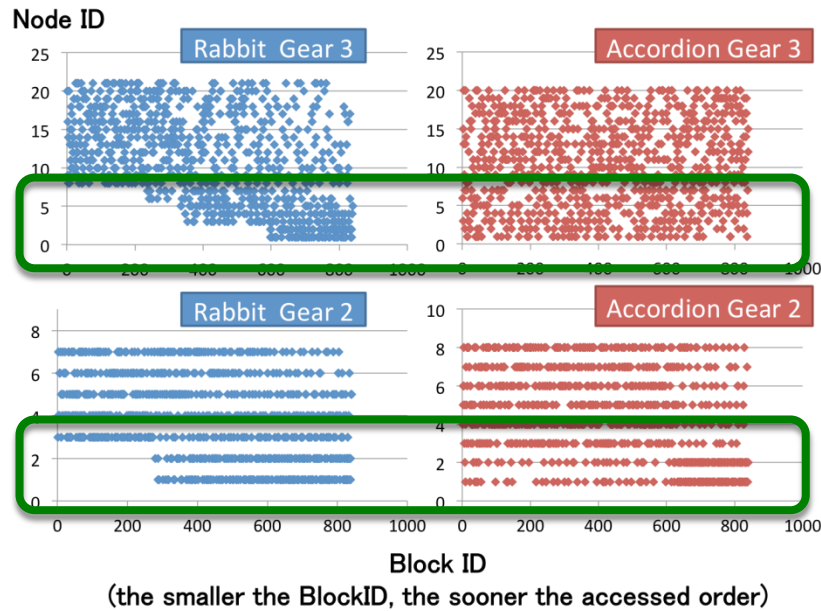 Node ID
Rabbit Gear 3
Accordion Gear 3
25
20
15
10
5
0
0 200 400 600 800 1000
25
20
15
10
5
0
0 200 400 600 800 1000
Rabbit Gear 2
Accordion Gear 2
8
6
4
2
0
0 200 400 600 800 1000
10
8
6
4
2
0
0 200 400 600 800 1000
Block ID
(the smaller the BlockID, the sooner the accessed order)